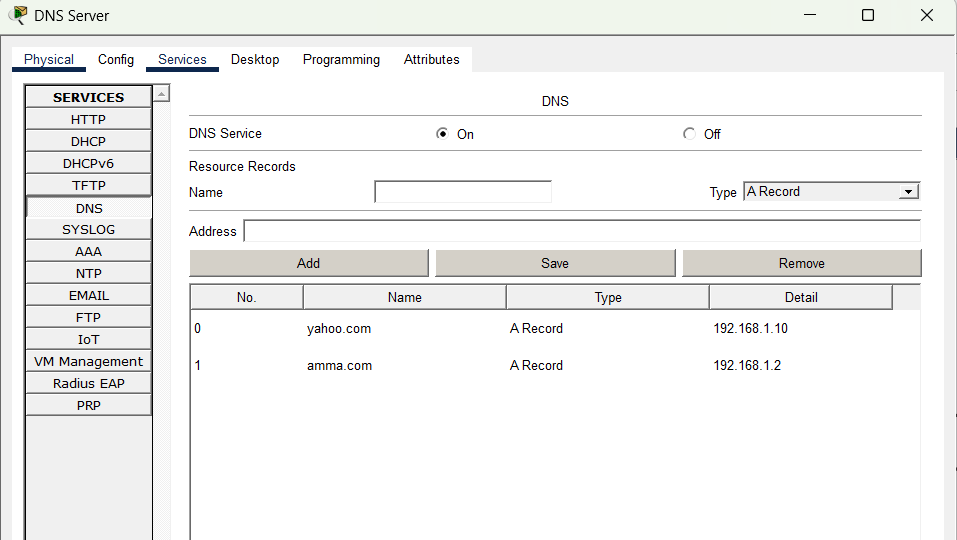 DNS Server
Physical Config Services Desktop Programming Attributes
SERVICES
HTTP
DHCP
DHCPv6
TFTP
DNS
SYSLOG
AAA
NTP
EMAIL
FTP
IoT
VM Management
Radius EAP
PRP
DNS
DNS Service On Off
Resource Records
Name Type A Record
Address
Add Save Remove
No. Name Type Detail
0 yahoo.com A Record 192.168.1.10
1 amma.com A Record 192.168.1.2